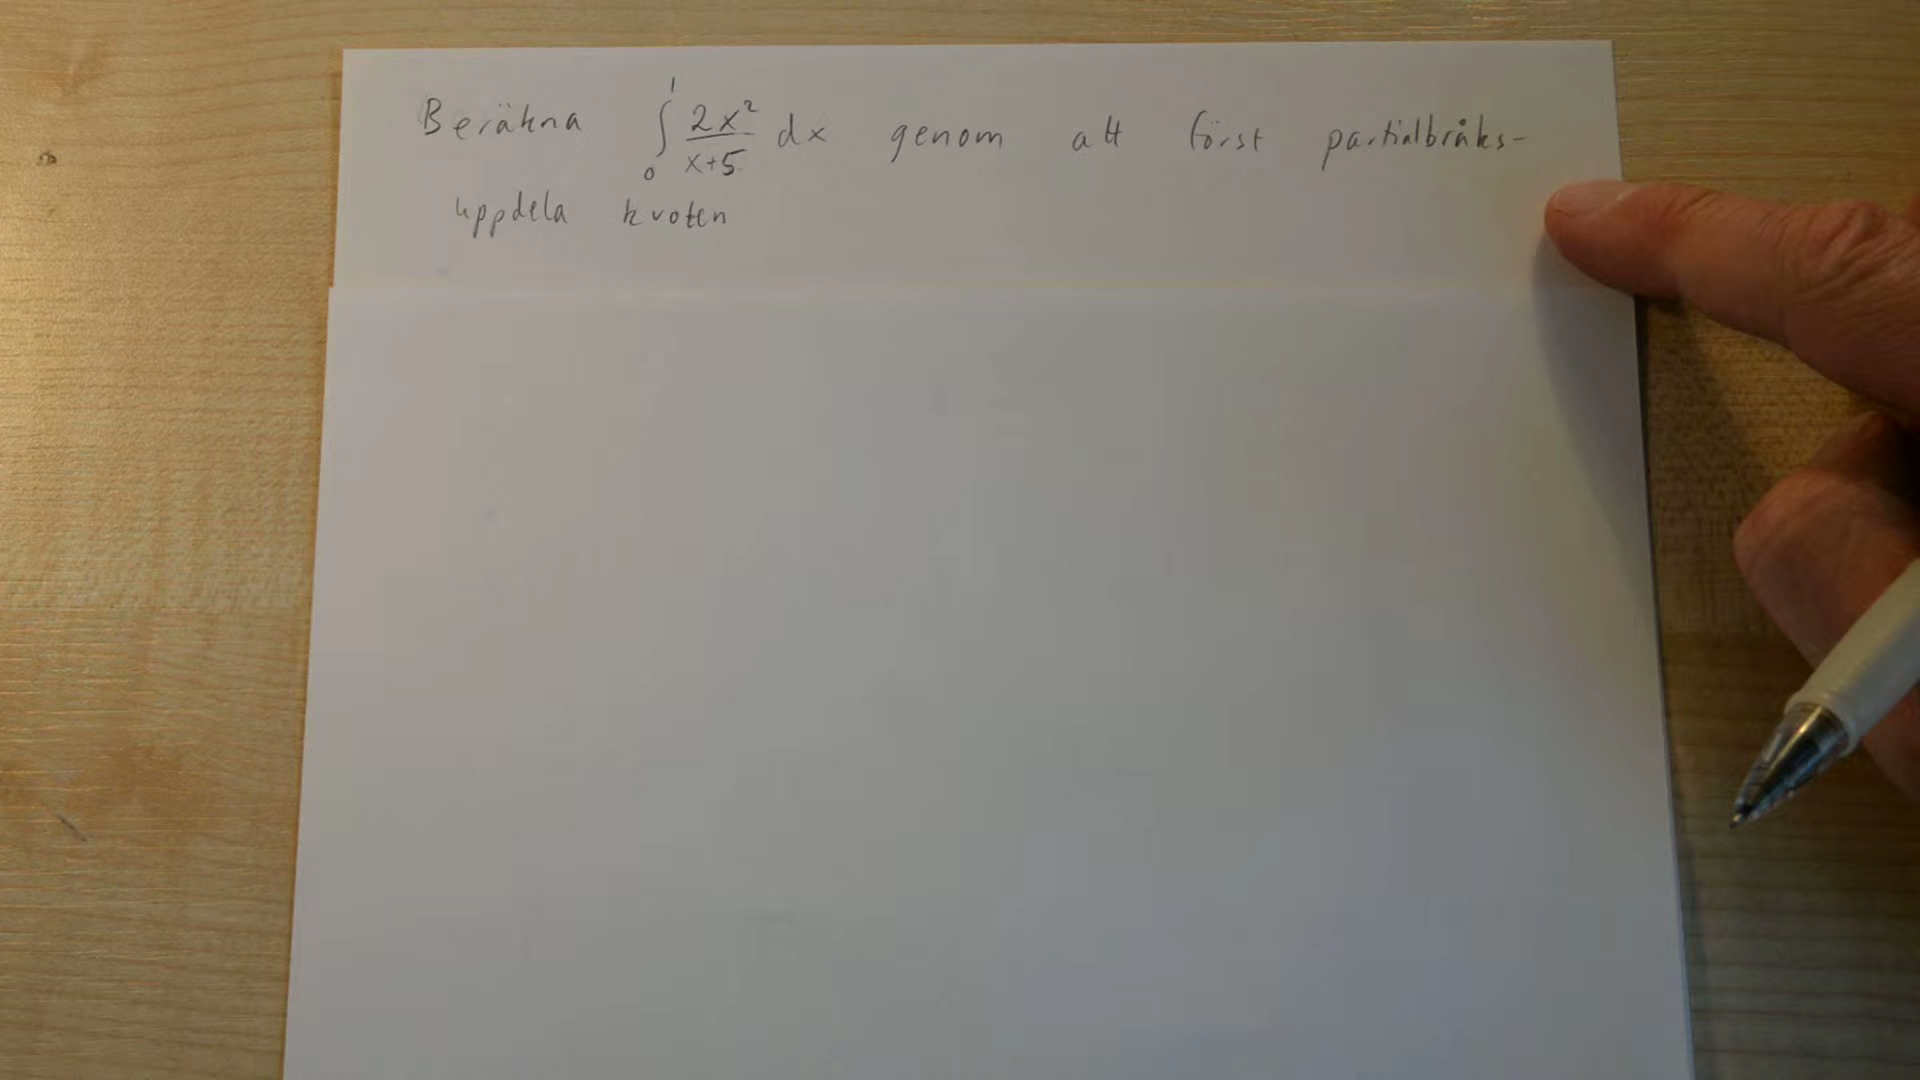 Beräkna ∫₀¹ 2x²/(x+5) dx genom att först partialbråks-
uppdela kvoten